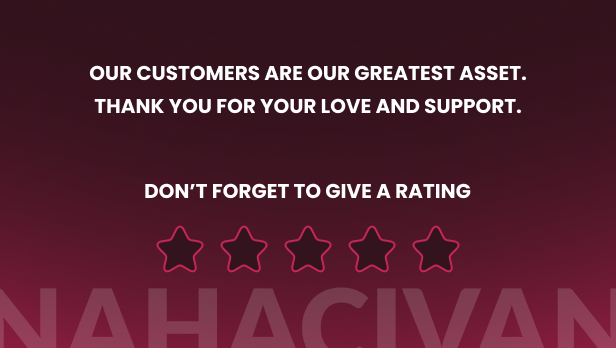 OUR CUSTOMERS ARE OUR GREATEST ASSET.
THANK YOU FOR YOUR LOVE AND SUPPORT.
DON’T FORGET TO GIVE A RATING
NAHACIVAN